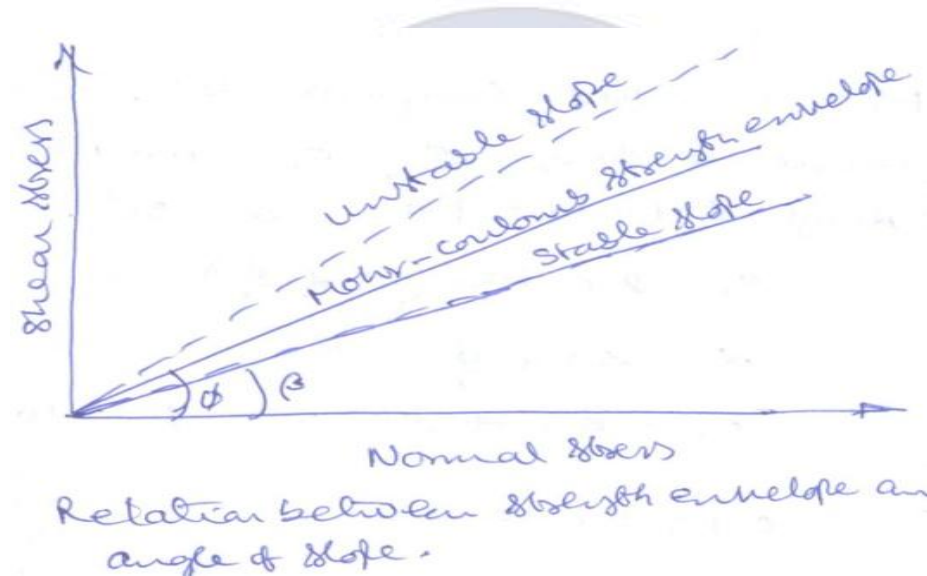 Shear stress
unstable slope
Mohr-coulomb strength envelope
Stable slope
φ β
Normal stress
Relation between strength envelope an
angle of slope.